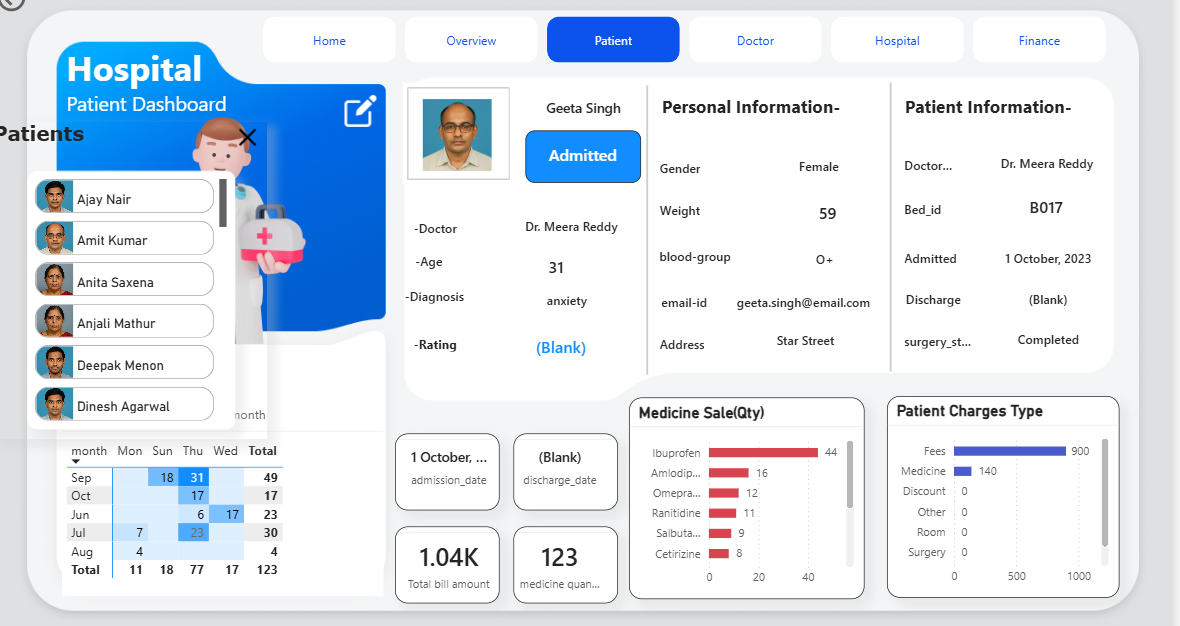 Home
Overview
Patient
Doctor
Hospital
Finance
Hospital
Patient Dashboard
Patients
Ajay Nair
Amit Kumar
Anita Saxena
Anjali Mathur
Deepak Menon
Dinesh Agarwal
month
month Mon Sun Thu Wed Total
Sep 18 31 49
Oct 17 17
Jun 6 17 23
Jul 7 23 30
Aug 4 4
Total 11 18 77 17 123
Geeta Singh
Admitted
-Doctor Dr. Meera Reddy
-Age 31
-Diagnosis anxiety
-Rating (Blank)
Personal Information-
Gender Female
Weight 59
blood-group O+
email-id geeta.singh@email.com
Address Star Street
Patient Information-
Doctor... Dr. Meera Reddy
Bed_id B017
Admitted 1 October, 2023
Discharge (Blank)
surgery_st... Completed
1 October, ...
admission_date
(Blank)
discharge_date
1.04K
Total bill amount
123
medicine quan...
Medicine Sale(Qty)
Ibuprofen 44
Amlodip... 16
Omepra... 12
Ranitidine 11
Salbuta... 9
Cetirizine 8
0 20 40
Patient Charges Type
Fees 900
Medicine 140
Discount 0
Other 0
Room 0
Surgery 0
0 500 1000